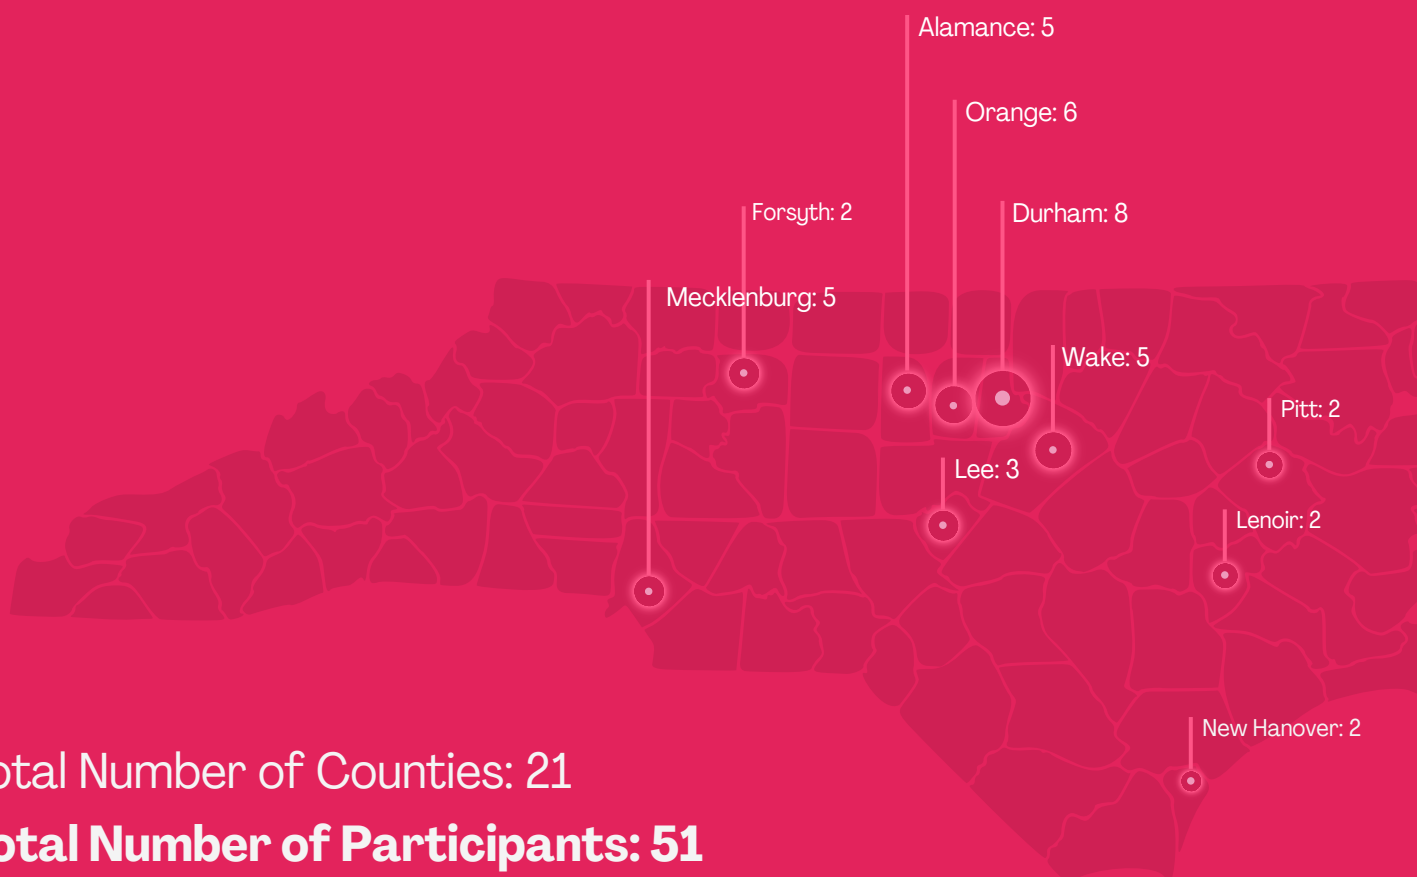 Alamance: 5
Orange: 6
Forsyth: 2
Durham: 8
Mecklenburg: 5
Wake: 5
Pitt: 2
Lee: 3
Lenoir: 2
New Hanover: 2
otal Number of Counties: 21
otal Number of Participants: 51